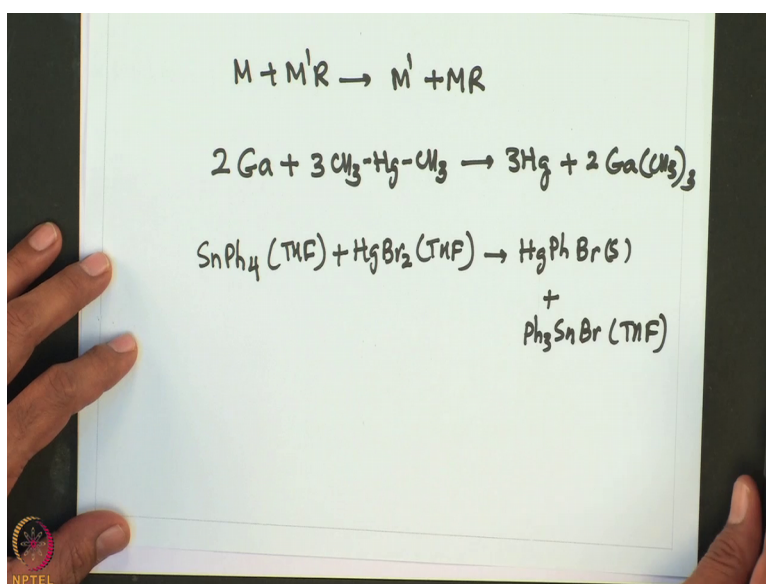 M + M'R → M' + MR
2 Ga + 3 CH₃-Hg-CH₃ → 3Hg + 2 Ga(CH₃)₃
SnPh₄ (THF) + HgBr₂ (THF) → HgPhBr(s)
+
Ph₃SnBr (THF)
NPTEL